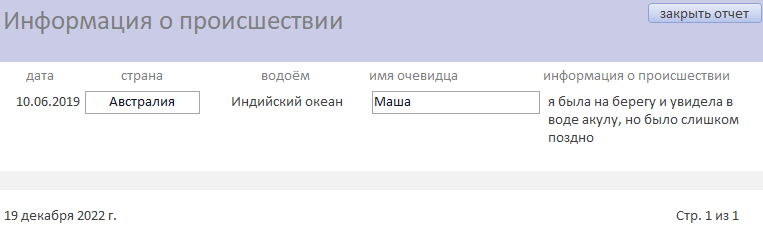 Информация о происшествии
закрыть отчет
дата страна водоём имя очевидца информация о происшествии
10.06.2019 Австралия Индийский океан Маша я была на берегу и увидела в
воде акулу, но было слишком
поздно
19 декабря 2022 г. Стр. 1 из 1